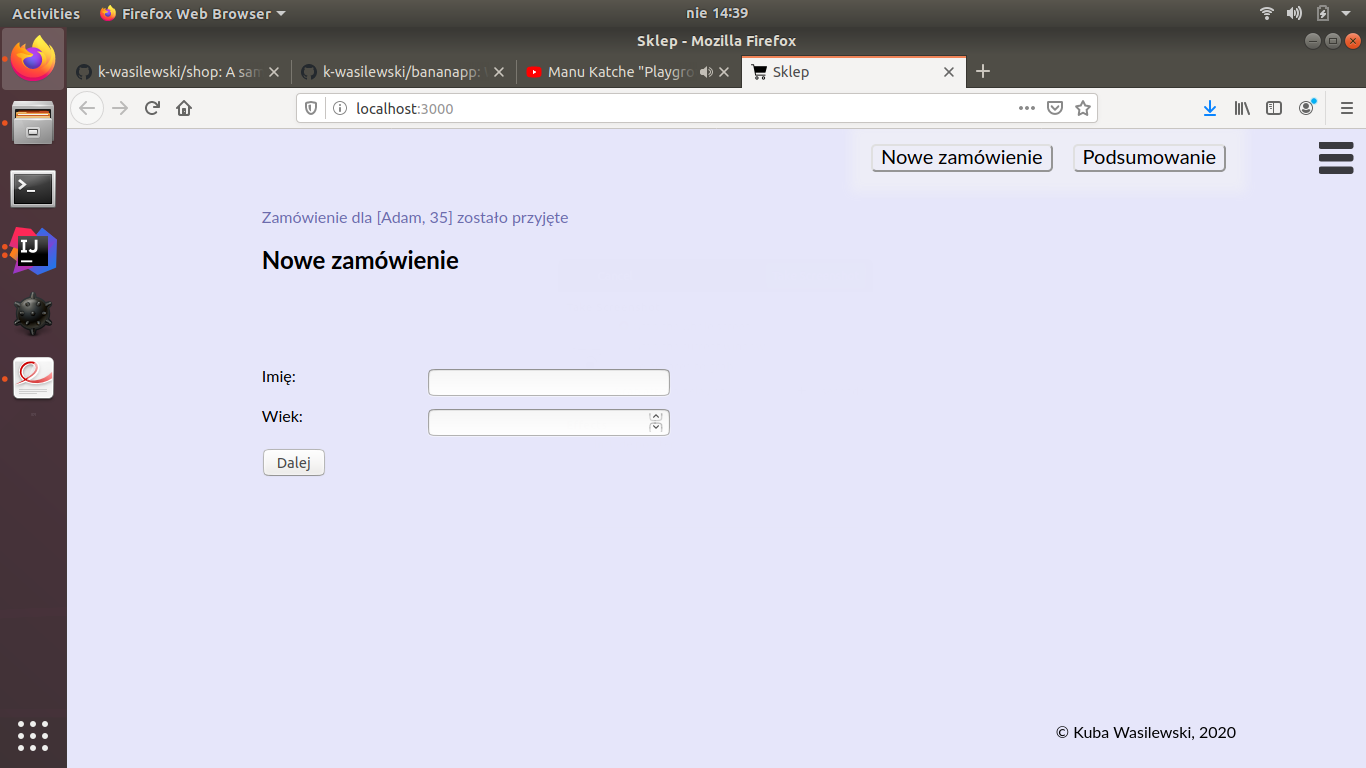 Activities Firefox Web Browser nie 14:39
Sklep - Mozilla Firefox
k-wasilewski/shop: A sam k-wasilewski/bananapp: Manu Katche "Playgro Sklep
localhost:3000
Nowe zamówienie Podsumowanie
Zamówienie dla [Adam, 35] zostało przyjęte
Nowe zamówienie
Imię:
Wiek:
Dalej
© Kuba Wasilewski, 2020
IJ